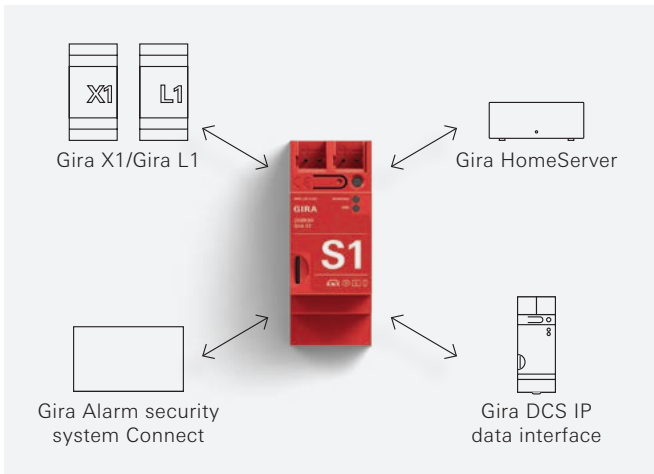 X1
L1
Gira X1/Gira L1
Gira HomeServer
GIRA
S1
Gira Alarm security
system Connect
Gira DCS IP
data interface